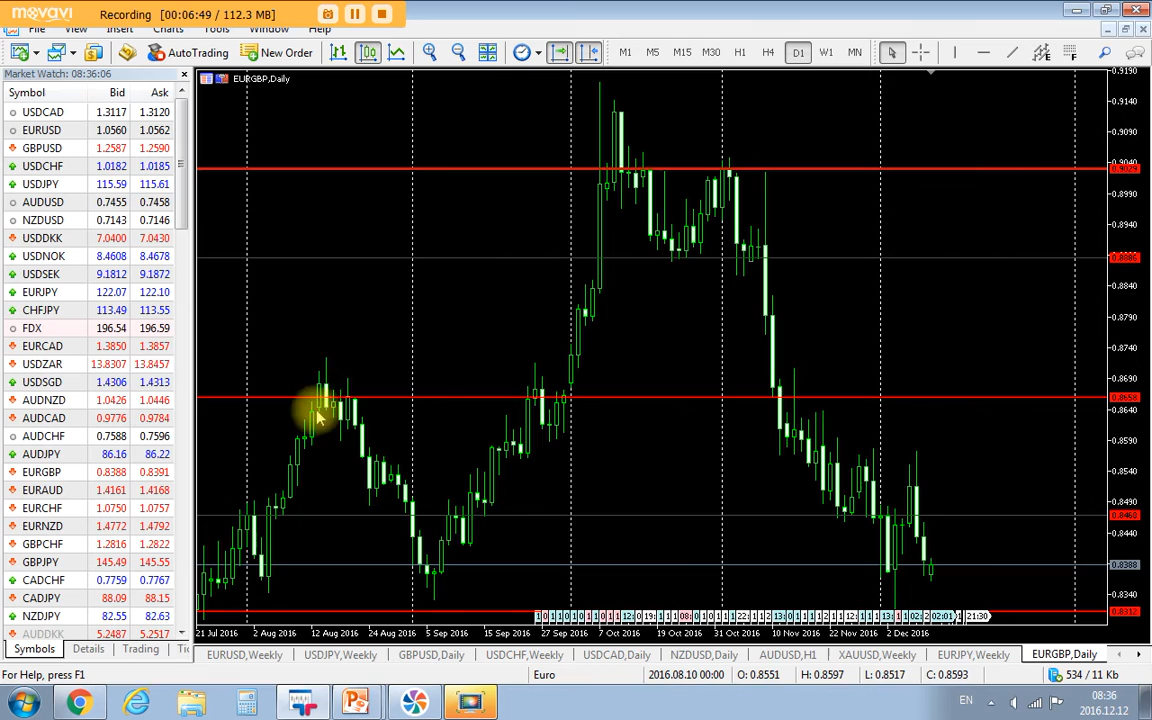 movavi Recording [00:06:49 / 112.3 MB]
File View Insert Charts Tools Window Help
AutoTrading New Order M1 M5 M15 M30 H1 H4 D1 W1 MN
Market Watch: 08:36:06
Symbol Bid Ask
USDCAD 1.3117 1.3120
EURUSD 1.0560 1.0562
GBPUSD 1.2587 1.2590
USDCHF 1.0182 1.0185
USDJPY 115.59 115.61
AUDUSD 0.7455 0.7458
NZDUSD 0.7143 0.7146
USDDKK 7.0400 7.0430
USDNOK 8.4608 8.4678
USDSEK 9.1812 9.1872
EURJPY 122.07 122.10
CHFJPY 113.49 113.55
FDX 196.54 196.59
EURCAD 1.3850 1.3857
USDZAR 13.8307 13.8457
USDSGD 1.4306 1.4313
AUDNZD 1.0426 1.0446
AUDCAD 0.9776 0.9784
AUDCHF 0.7588 0.7596
AUDJPY 86.16 86.22
EURGBP 0.8388 0.8391
EURAUD 1.4161 1.4168
EURCHF 1.0750 1.0757
EURNZD 1.4772 1.4792
GBPCHF 1.2816 1.2822
GBPJPY 145.49 145.55
CADCHF 0.7759 0.7767
CADJPY 88.09 88.15
NZDJPY 82.55 82.63
AUDDKK 5.2487 5.2517
Symbols Details Trading
EURGBP,Daily
0.9190
0.9140
0.9090
0.9040
0.9029
0.8990
0.8940
0.8886
0.8840
0.8790
0.8740
0.8690
0.8658
0.8640
0.8590
0.8540
0.8490
0.8468
0.8440
0.8388
0.8340
0.8312
21:30
21 Jul 2016 2 Aug 2016 12 Aug 2016 24 Aug 2016 5 Sep 2016 15 Sep 2016 27 Sep 2016 7 Oct 2016 19 Oct 2016 31 Oct 2016 10 Nov 2016 22 Nov 2016 2 Dec 2016
EURUSD,Weekly USDJPY,Weekly GBPUSD,Daily USDCHF,Weekly USDCAD,Daily NZDUSD,Daily AUDUSD,H1 XAUUSD,Weekly EURJPY,Weekly EURGBP,Daily
For Help, press F1 Euro 2016.08.10 00:00 O: 0.8551 H: 0.8597 L: 0.8517 C: 0.8593 534 / 11 Kb
EN 08:36
2016.12.12